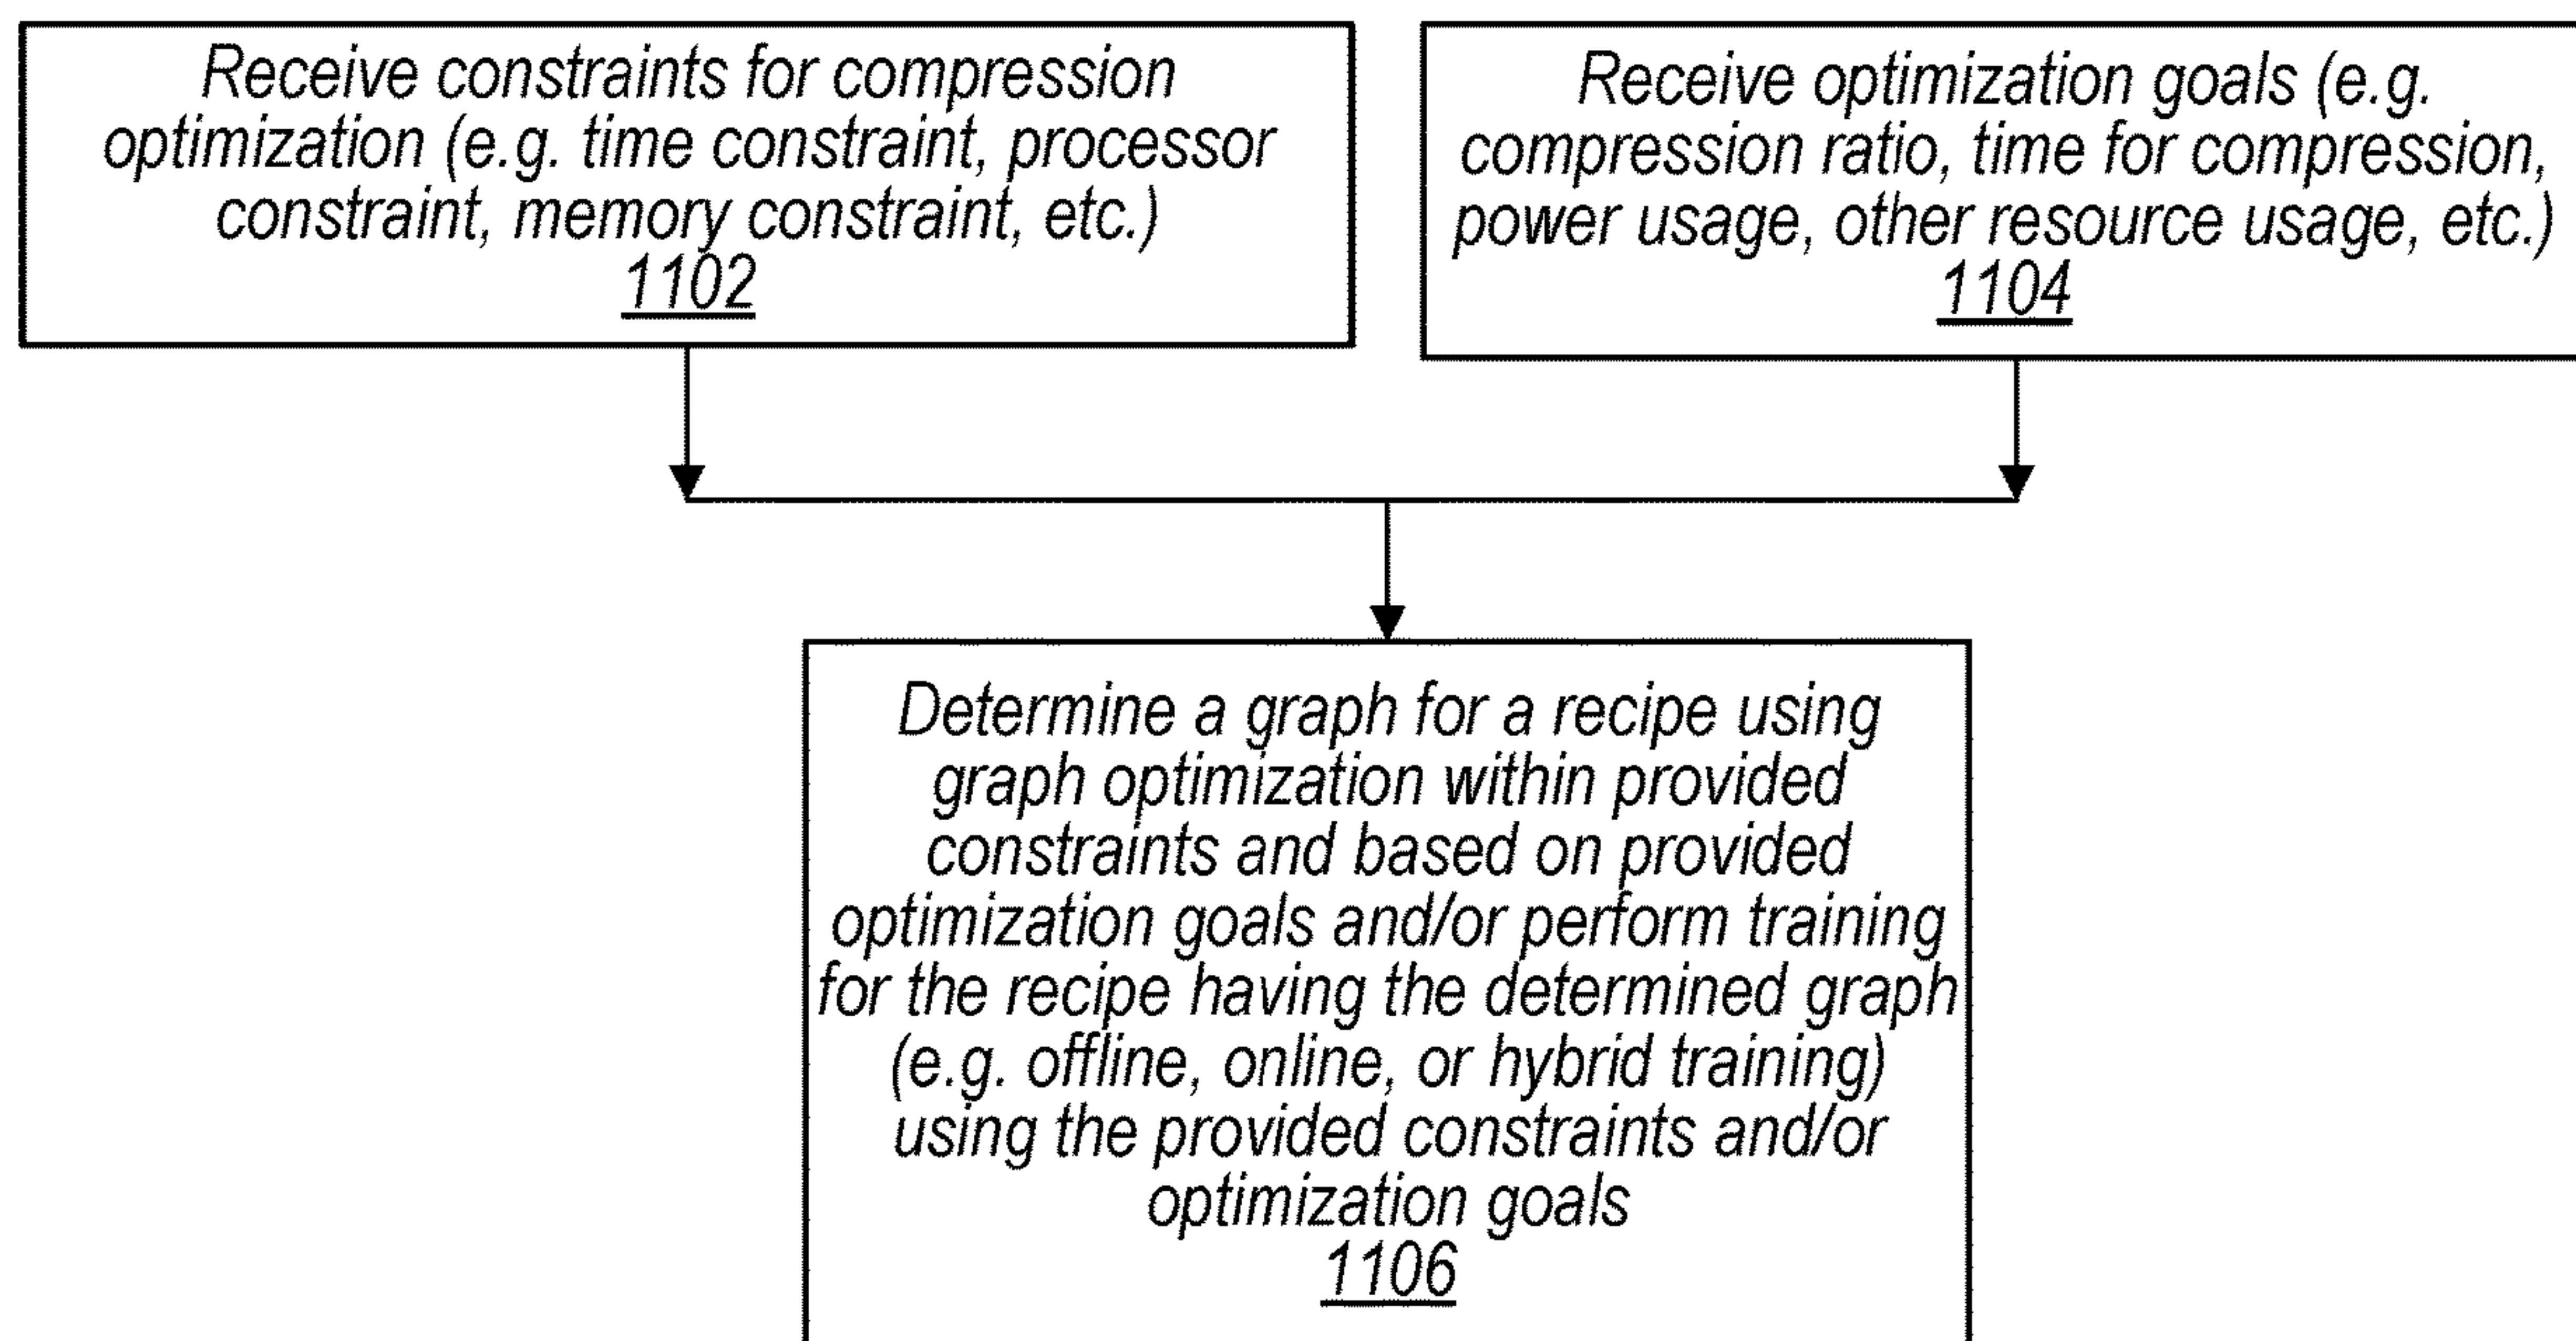 Receive constraints for compression
optimization (e.g. time constraint, processor
constraint, memory constraint, etc.)
1102
Receive optimization goals (e.g.
compression ratio, time for compression,
power usage, other resource usage, etc.)
1104
Determine a graph for a recipe using
graph optimization within provided
constraints and based on provided
optimization goals and/or perform training
for the recipe having the determined graph
(e.g. offline, online, or hybrid training)
using the provided constraints and/or
optimization goals
1106